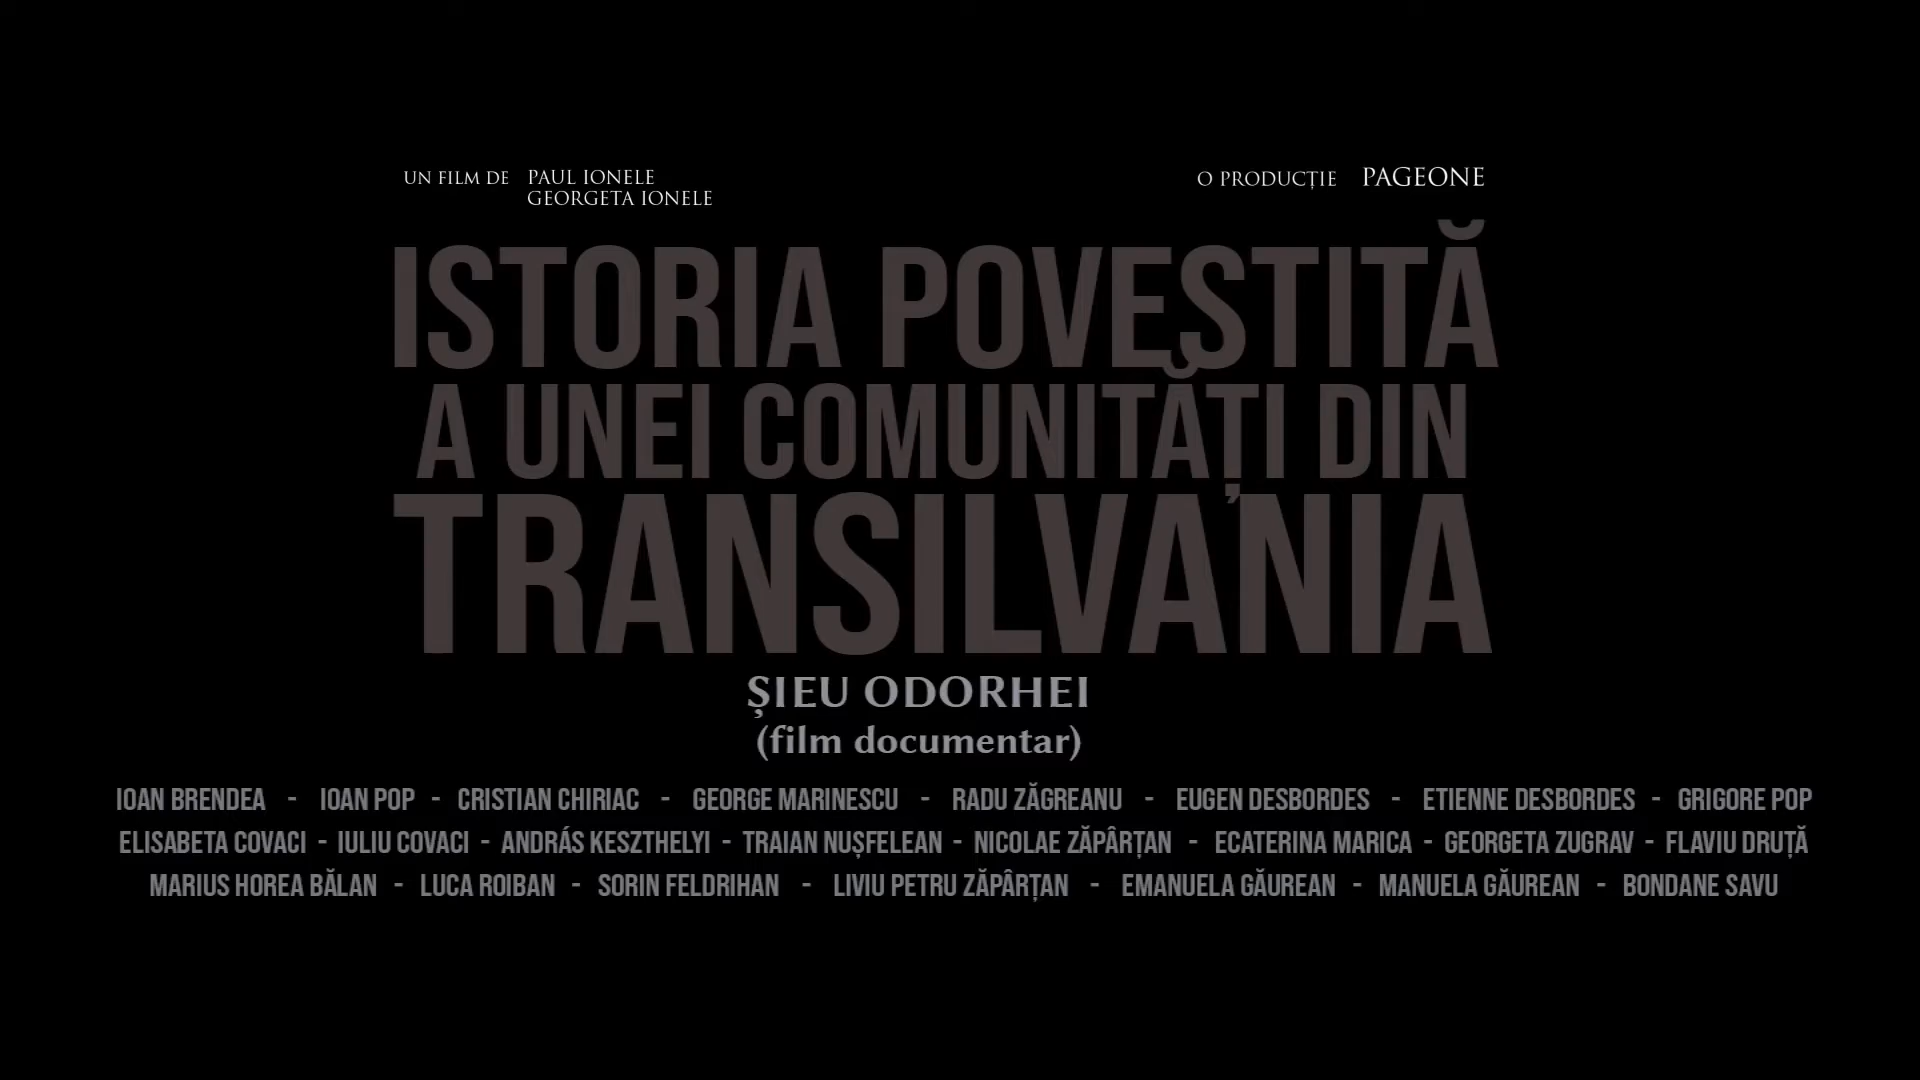 UN FILM DE PAUL IONELE
GEORGETA IONELE
O PRODUCȚIE PAGEONE
ISTORIA POVESTITĂ
A UNEI COMUNITĂȚI DIN
TRANSILVANIA
ȘIEU ODORHEI
(film documentar)
IOAN BRENDEA - IOAN POP - CRISTIAN CHIRIAC - GEORGE MARINESCU - RADU ZĂGREANU - EUGEN DESBORDES - ETIENNE DESBORDES - GRIGORE POP
ELISABETA COVACI - IULIU COVACI - ANDRÁS KESZTHELYI - TRAIAN NUȘFELEAN - NICOLAE ZĂPÂRȚAN - ECATERINA MARICA - GEORGETA ZUGRAV - FLAVIU DRUȚĂ
MARIUS HOREA BĂLAN - LUCA ROIBAN - SORIN FELDRIHAN - LIVIU PETRU ZĂPÂRȚAN - EMANUELA GĂUREAN - MANUELA GĂUREAN - BONDANE SAVU